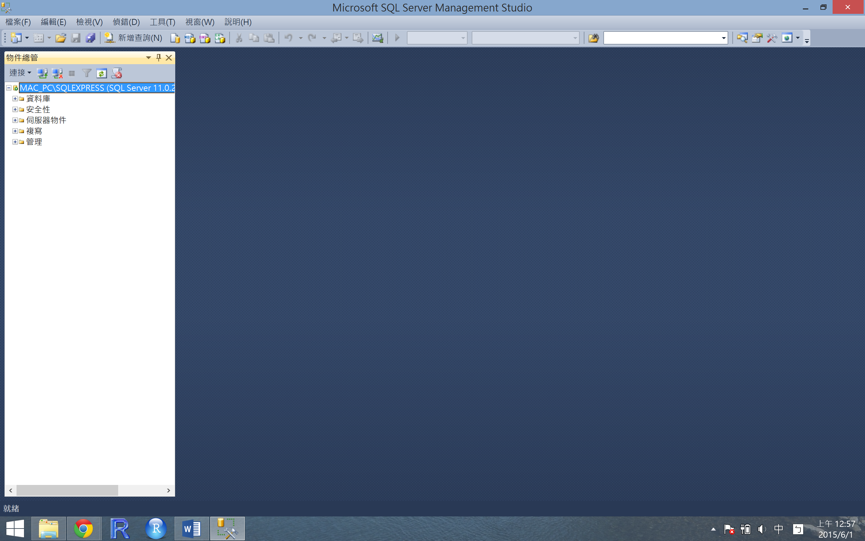 Microsoft SQL Server Management Studio
檔案(F) 編輯(E) 檢視(V) 偵錯(D) 工具(T) 視窗(W) 說明(H)
新增查詢(N)
物件總管
連接
MAC_PC\SQLEXPRESS (SQL Server 11.0.2
資料庫
安全性
伺服器物件
複寫
管理
就緒
中
上午 12:57
2015/6/1